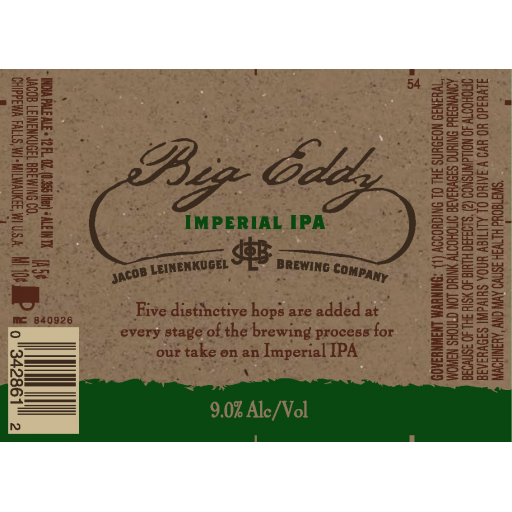 Big Eddy
IMPERIAL IPA
JACOB LEINENKUGEL BREWING COMPANY
Five distinctive hops are added at
every stage of the brewing process for
our take on an Imperial IPA
9.0% Alc/Vol
INDIA PALE ALE • 12 FL. OZ. (0.355 liter) • ALE IN TX
JACOB LEINENKUGEL BREWING CO.
CHIPPEWA FALLS, WI • MILWAUKEE, WI U.S.A.
MI 10¢ IA 5¢
840926
0 342861 2
54
GOVERNMENT WARNING: (1) ACCORDING TO THE SURGEON GENERAL,
WOMEN SHOULD NOT DRINK ALCOHOLIC BEVERAGES DURING PREGNANCY
BECAUSE OF THE RISK OF BIRTH DEFECTS. (2) CONSUMPTION OF ALCOHOLIC
BEVERAGES IMPAIRS YOUR ABILITY TO DRIVE A CAR OR OPERATE
MACHINERY, AND MAY CAUSE HEALTH PROBLEMS.